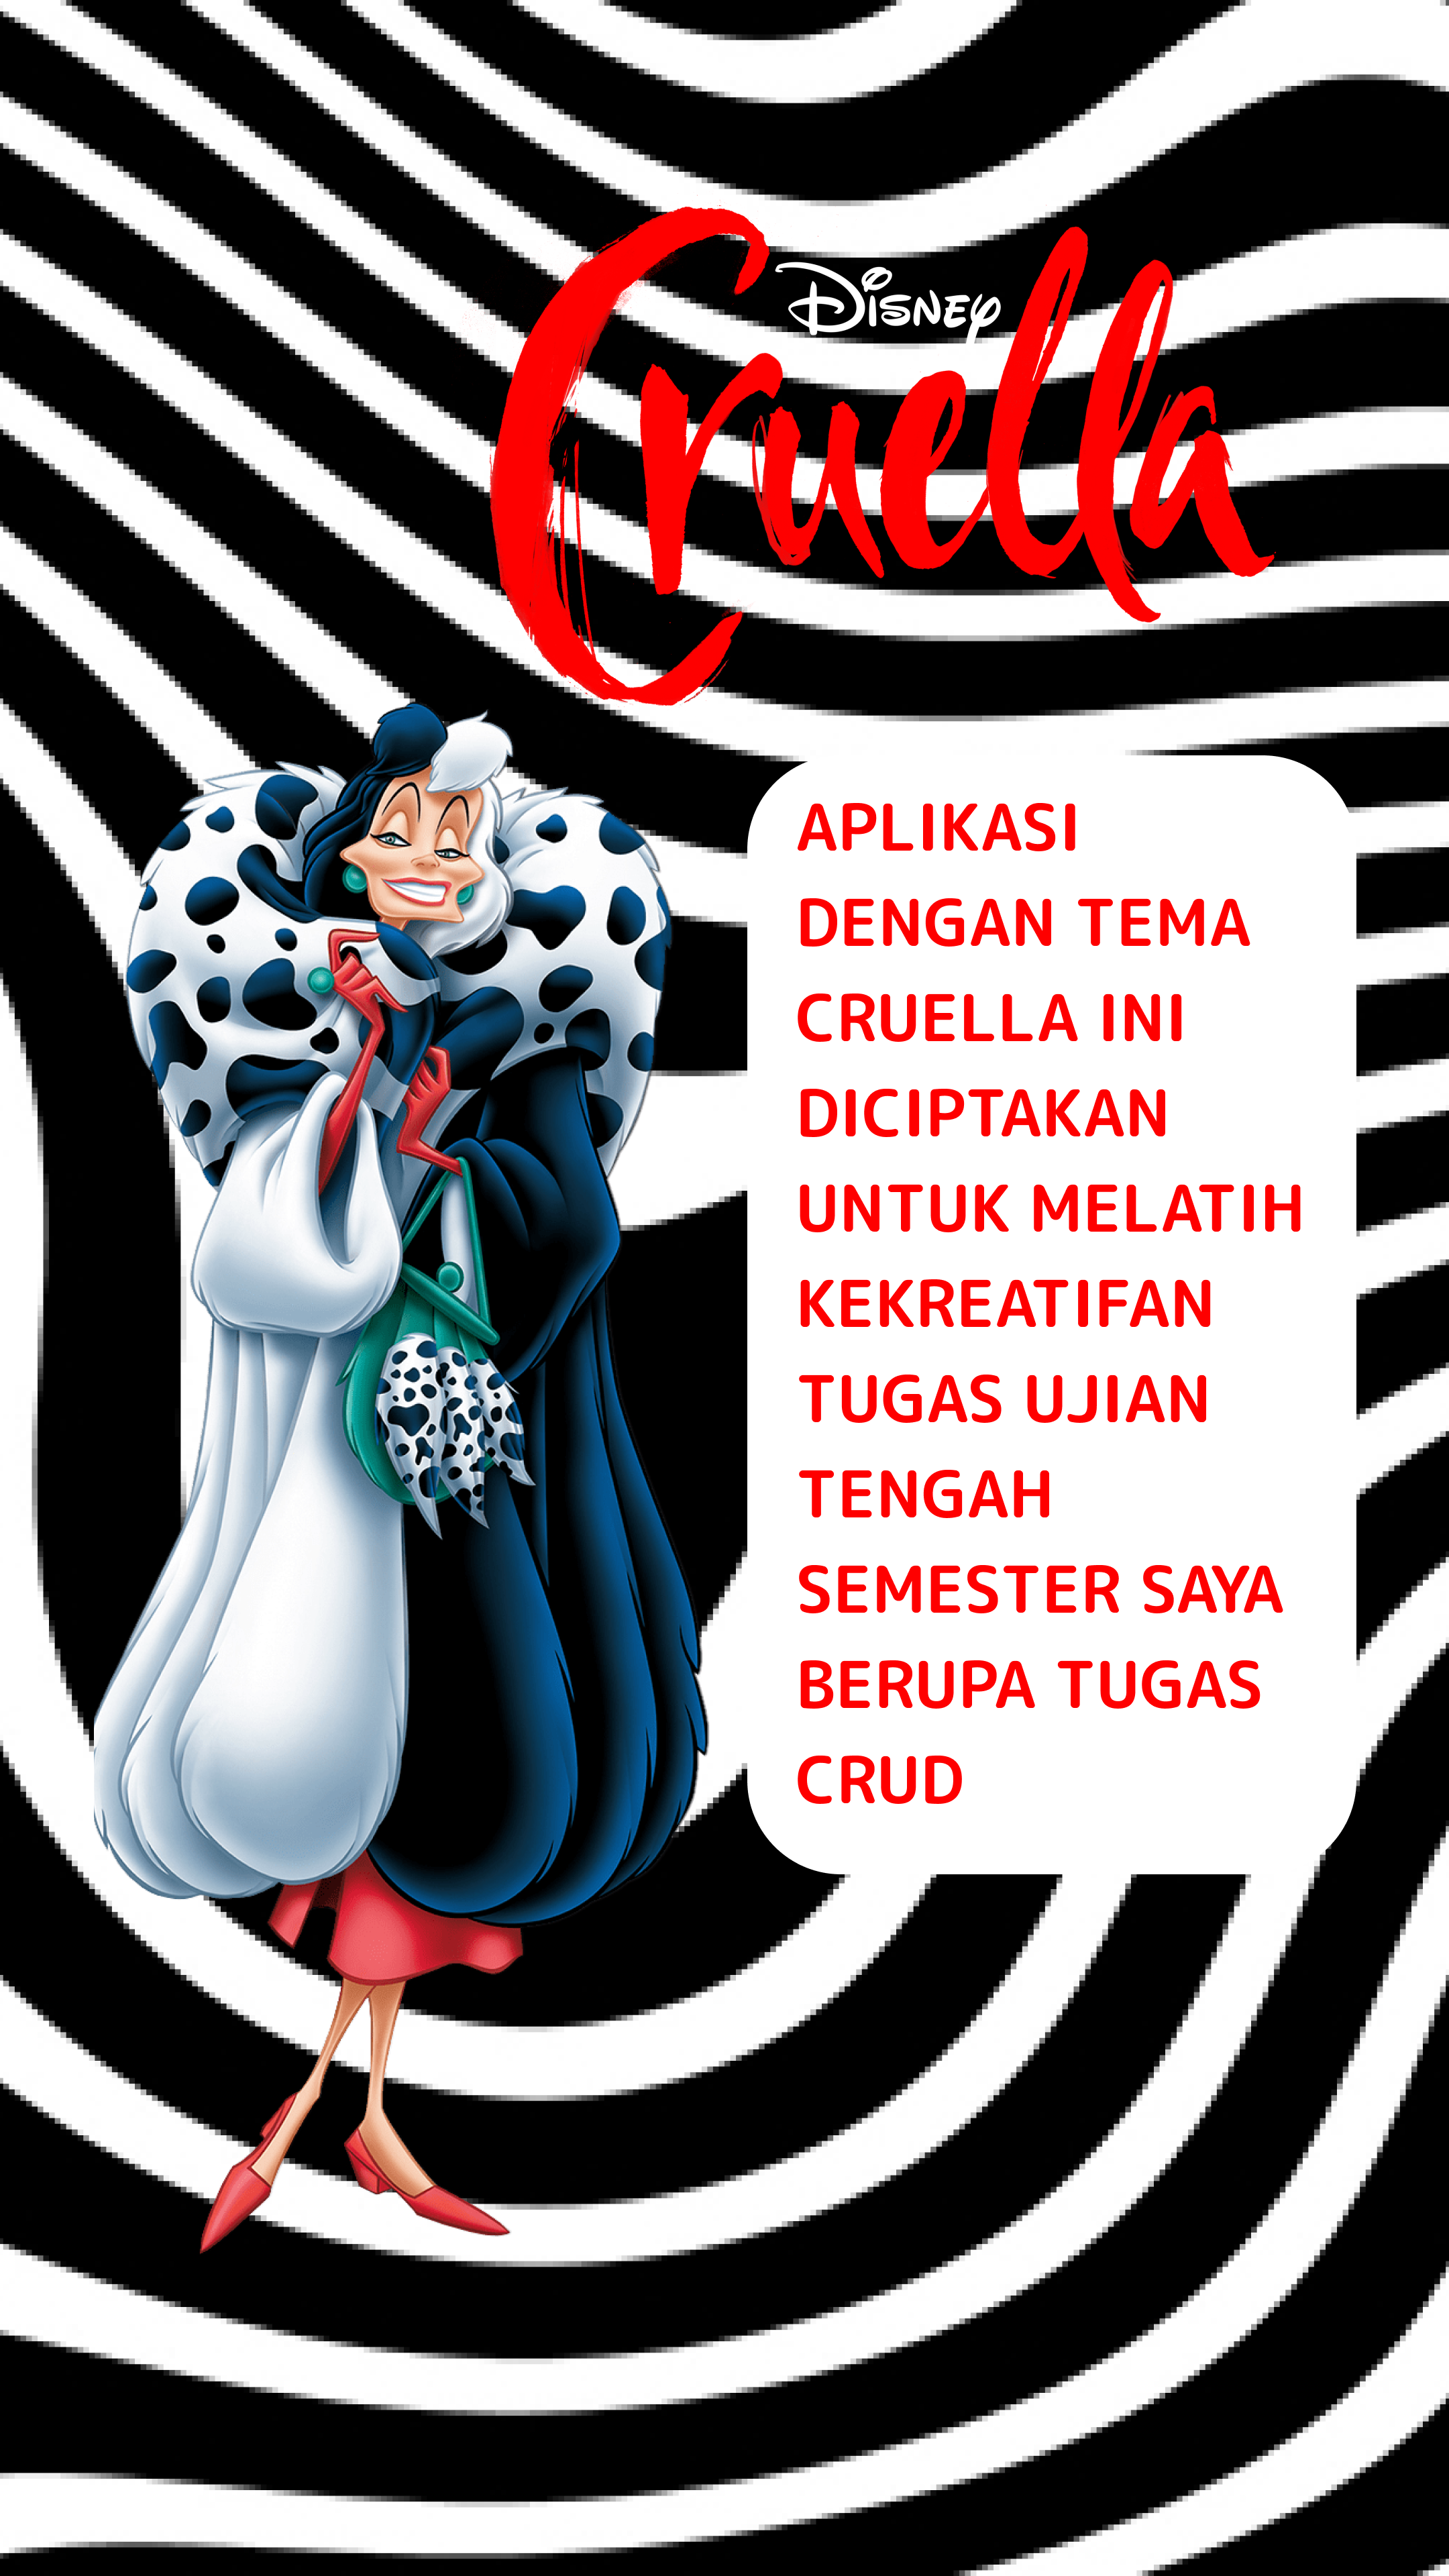 Disney
Cruella
APLIKASI
DENGAN TEMA
CRUELLA INI
DICIPTAKAN
UNTUK MELATIH
KEKREATIFAN
TUGAS UJIAN
TENGAH
SEMESTER SAYA
BERUPA TUGAS
CRUD